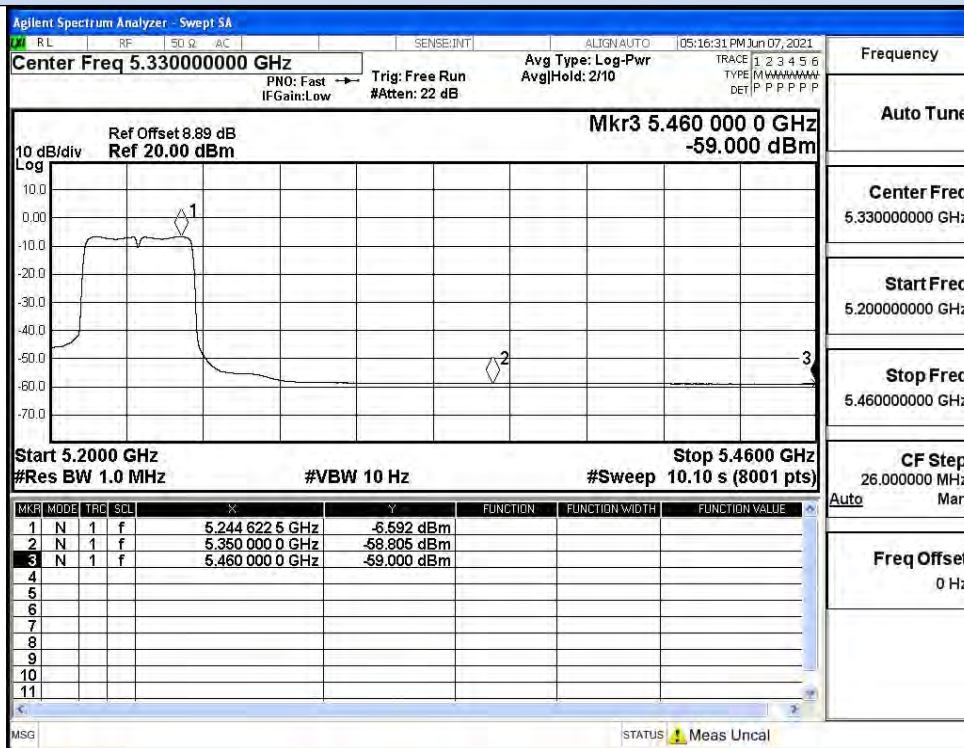 Agilent Spectrum Analyzer - Swept SA
LXI RL RF 50 Ω AC SENSE:INT ALIGNAUTO 05:16:31 PM Jun 07, 2021
Center Freq 5.330000000 GHz
PNO: Fast
IFGain:Low
Trig: Free Run
#Atten: 22 dB
Avg Type: Log-Pwr
Avg|Hold: 2/10
TRACE 1 2 3 4 5 6
TYPE MWWWWW
DET P P P P P P
Ref Offset 8.89 dB
10 dB/div Ref 20.00 dBm
Log
Mkr3 5.460 000 0 GHz
-59.000 dBm
10.0
0.00
-10.0
-20.0
-30.0
-40.0
-50.0
-60.0
-70.0
1
2
3
Start 5.2000 GHz Stop 5.4600 GHz
#Res BW 1.0 MHz #VBW 10 Hz #Sweep 10.10 s (8001 pts)
MKR MODE TRC SCL X Y FUNCTION FUNCTION WIDTH FUNCTION VALUE
1 N 1 f 5.244 622 5 GHz -6.592 dBm
2 N 1 f 5.350 000 0 GHz -58.805 dBm
3 N 1 f 5.460 000 0 GHz -59.000 dBm
4
5
6
7
8
9
10
11
MSG STATUS Meas Uncal
Frequency
Auto Tune
Center Freq
5.330000000 GHz
Start Freq
5.200000000 GHz
Stop Freq
5.460000000 GHz
CF Step
26.000000 MHz
Auto Man
Freq Offset
0 Hz